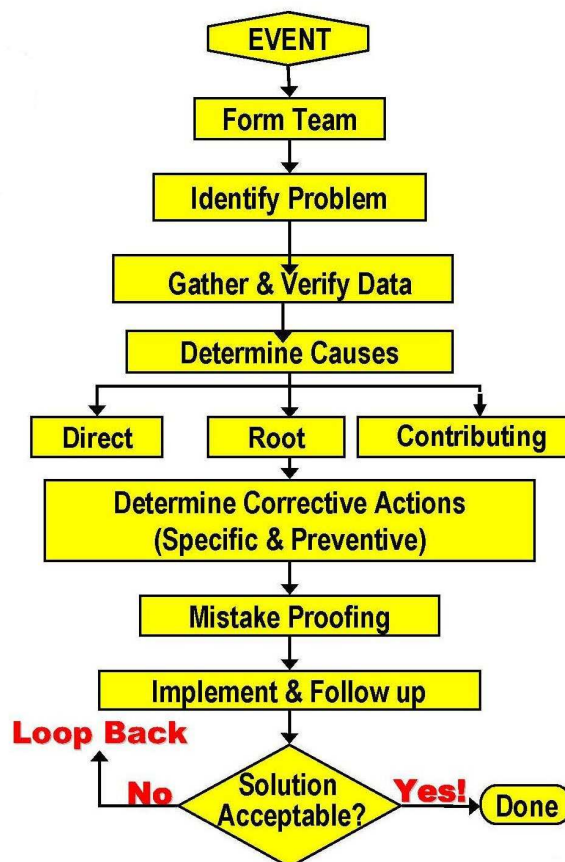 EVENT
Form Team
Identify Problem
Gather & Verify Data
Determine Causes
Direct
Root
Contributing
Determine Corrective Actions
(Specific & Preventive)
Mistake Proofing
Implement & Follow up
Loop Back
No
Solution
Acceptable?
Yes!
Done